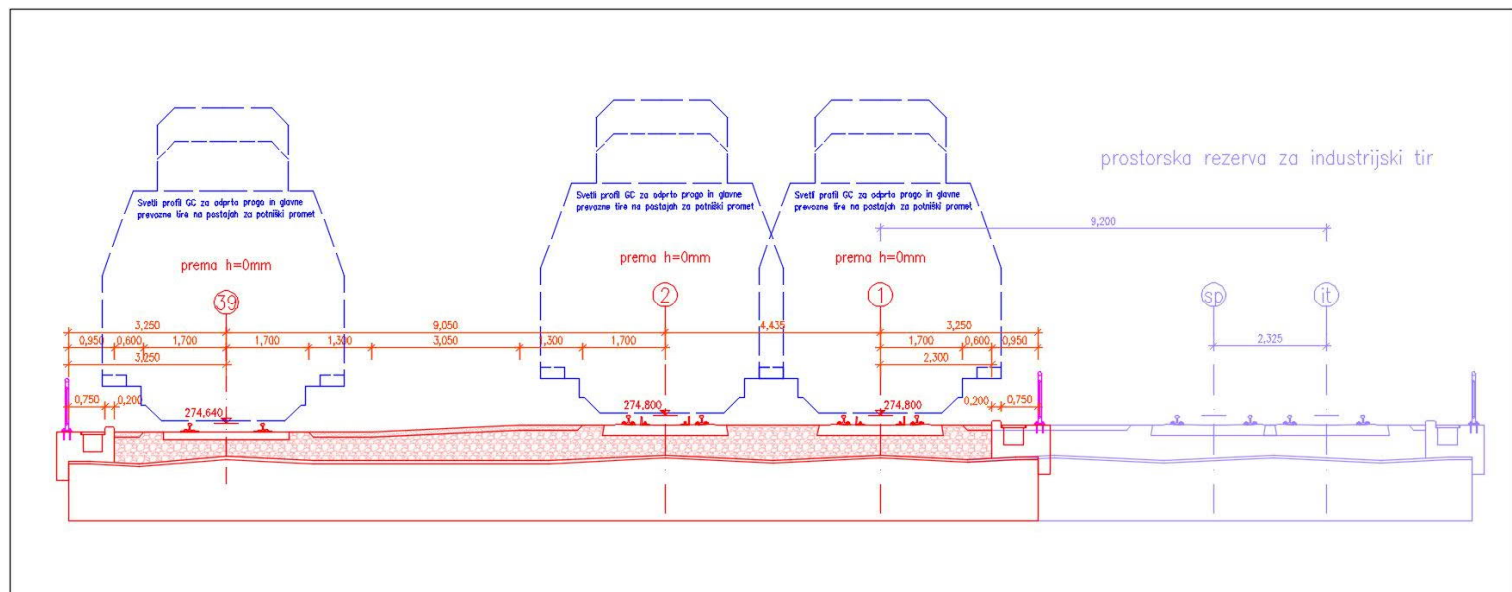 prostorska rezerva za industrijski tir
Svetli profil GC za odprto progo in glavne
prevozne tire na postajah za potniški promet
Svetli profil GC za odprto progo in glavne
prevozne tire na postajah za potniški promet
Svetli profil GC za odprto progo in glavne
prevozne tire na postajah za potniški promet
9,200
prema h=0mm
prema h=0mm
prema h=0mm
39
2
1
sp
it
3,250
9,050
4,435
3,250
0,950
0,600
1,700
1,700
1,300
3,050
1,300
1,700
1,700
0,600
0,950
2,325
3,250
2,300
0,750
0,200
274,640
274,800
274,800
0,200
0,750